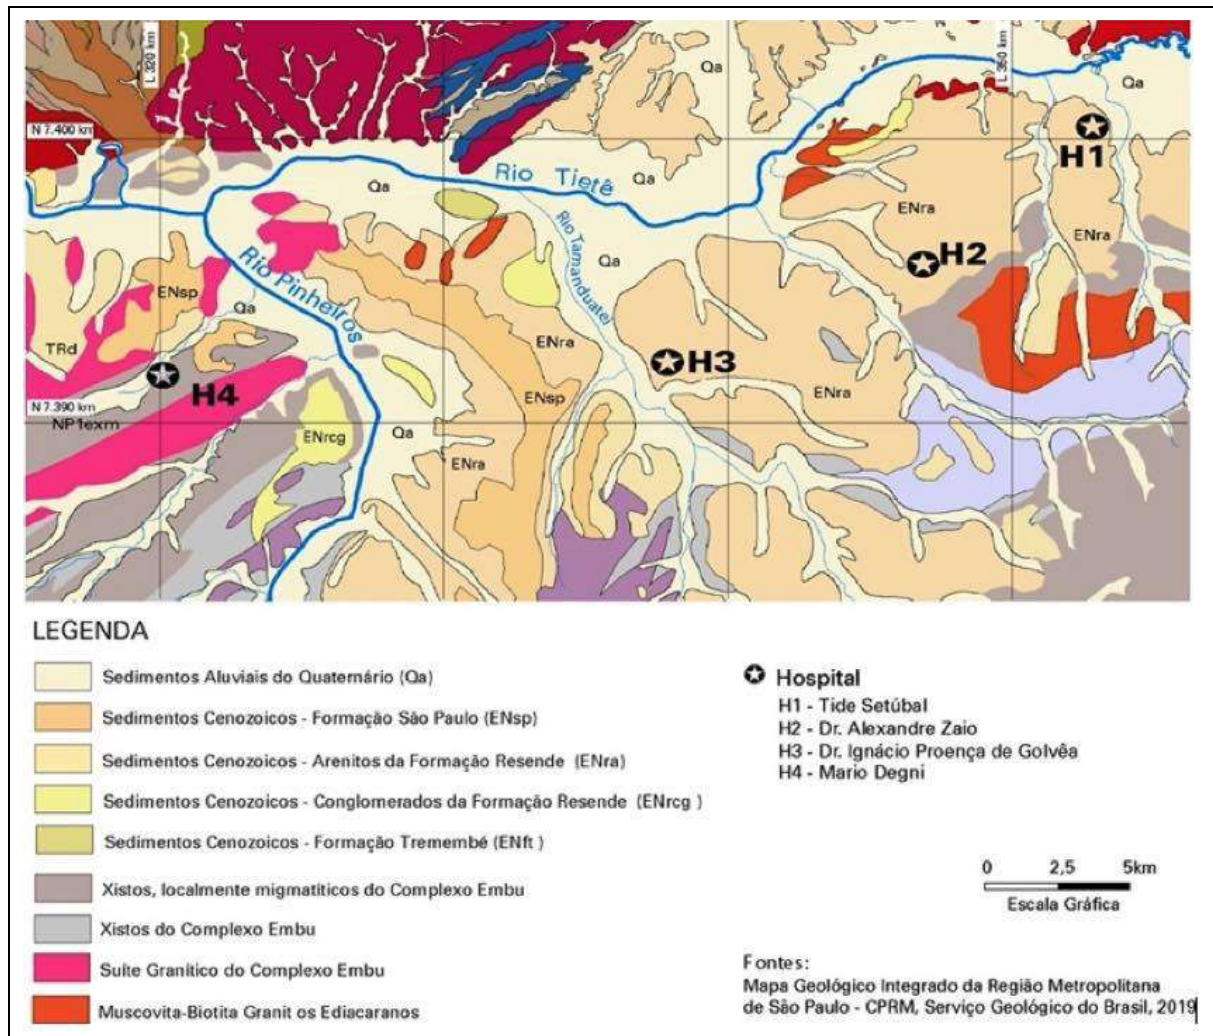 L 320 km
L 350 km
Qa
Qa
N 7.400 km
H1
Qa
Rio Tietê
Qa
ENra
Rio Tamanduateí
ENra
H2
Rio Pinheiros
Qa
ENsp
Qa
TRd
ENra
H3
H4
ENsp
ENra
N 7.390 km
NP1exm
ENrcg
Qa
ENra
LEGENDA
Sedimentos Aluviais do Quaternário (Qa)
Sedimentos Cenozoicos - Formação São Paulo (ENsp)
Sedimentos Cenozoicos - Arenitos da Formação Resende (ENra)
Sedimentos Cenozoicos - Conglomerados da Formação Resende (ENrcg )
Sedimentos Cenozoicos - Formação Tremembé (ENft )
Xistos, localmente migmatíticos do Complexo Embu
Xistos do Complexo Embu
Suíte Granítico do Complexo Embu
Muscovita-Biotita Granit os Ediacaranos
Hospital
H1 - Tide Setúbal
H2 - Dr. Alexandre Zaio
H3 - Dr. Ignácio Proença de Golvêa
H4 - Mario Degni
0 2,5 5km
Escala Gráfica
Fontes:
Mapa Geológico Integrado da Região Metropolitana
de São Paulo - CPRM, Serviço Geológico do Brasil, 2019